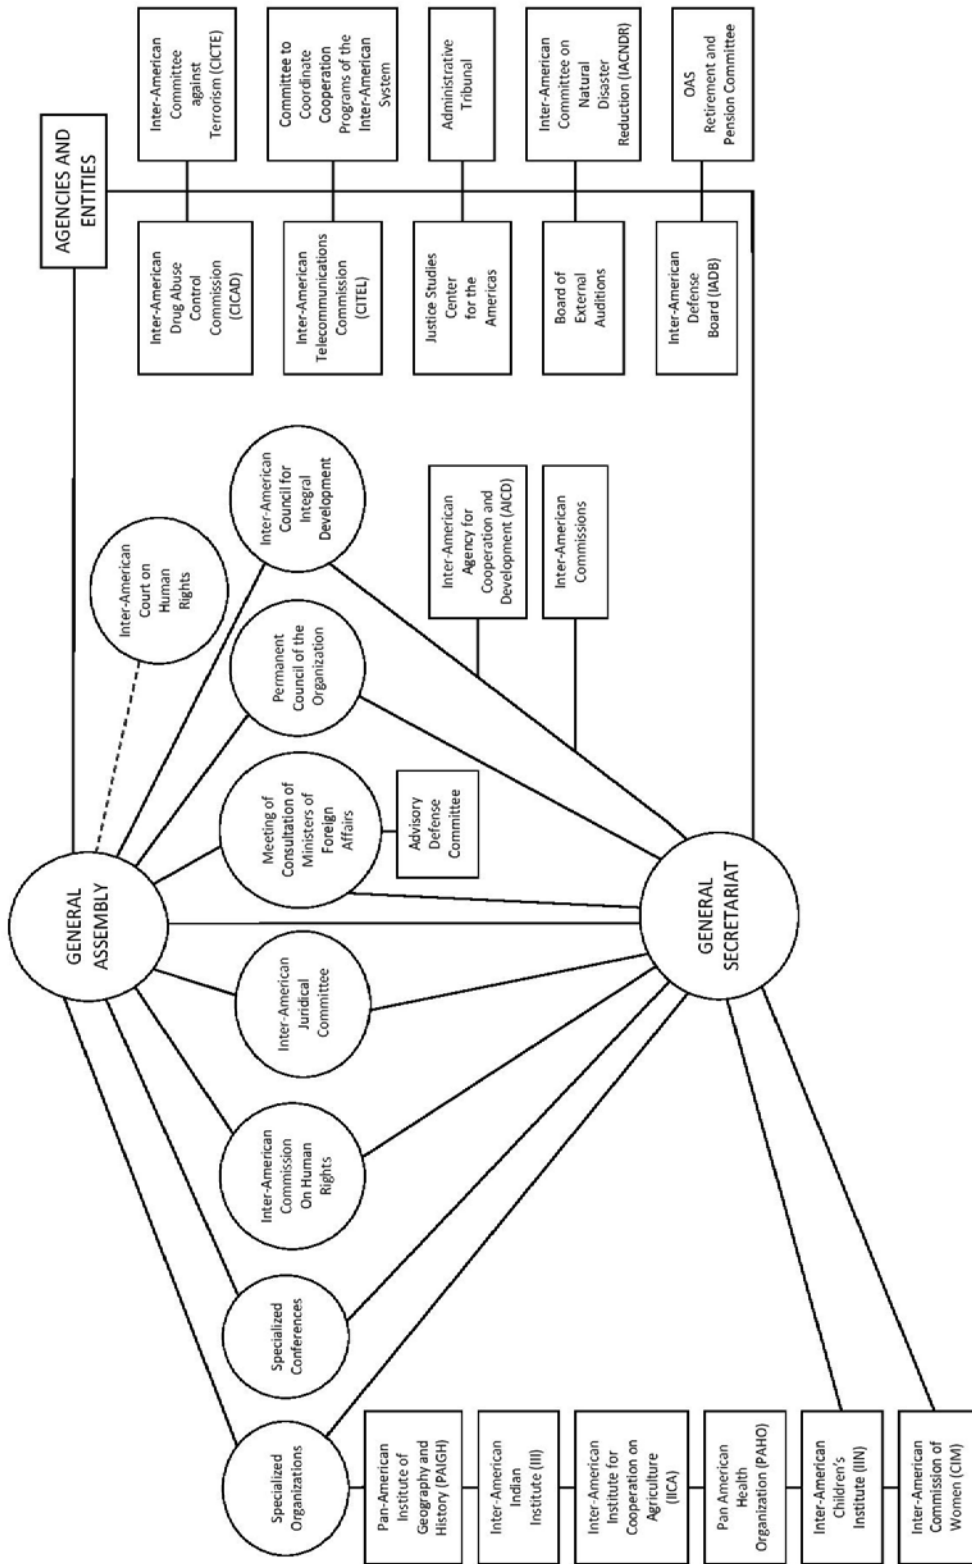 AGENCIES AND
ENTITIES
GENERAL
ASSEMBLY
Inter-American
Court on
Human
Rights
Specialized
Organizations
Specialized
Conferences
Inter-American
Commission
On Human
Rights
Inter-American
Juridical
Committee
Meeting of
Consultation of
Ministers of
Foreign
Affairs
Permanent
Council of the
Organization
Inter-American
Council for
Integral
Development
Inter-American
Drug Abuse
Control
Commission
(CICAD)
Inter-American
Committee
against
Terrorism (CICTE)
Inter-American
Telecommunications
Commission
(CITEL)
Committee to
Coordinate
Cooperation
Programs of the
Inter-American
System
Justice Studies
Center
for the
Americas
Administrative
Tribunal
Board of
External
Auditions
Inter-American
Committee on
Natural
Disaster
Reduction (IACNDR)
Inter-American
Defense
Board (IADB)
OAS
Retirement and
Pension Committee
Advisory
Defense
Committee
Inter-American
Agency for
Cooperation and
Development (AICD)
Inter-American
Commissions
GENERAL
SECRETARIAT
Pan-American
Institute of
Geography and
History (PAIGH)
Inter-American
Indian
Institute (III)
Inter-American
Institute for
Cooperation on
Agriculture
(IICA)
Pan American
Health
Organization (PAHO)
Inter-American
Children's
Institute (IIN)
Inter-American
Commission of
Women (CIM)